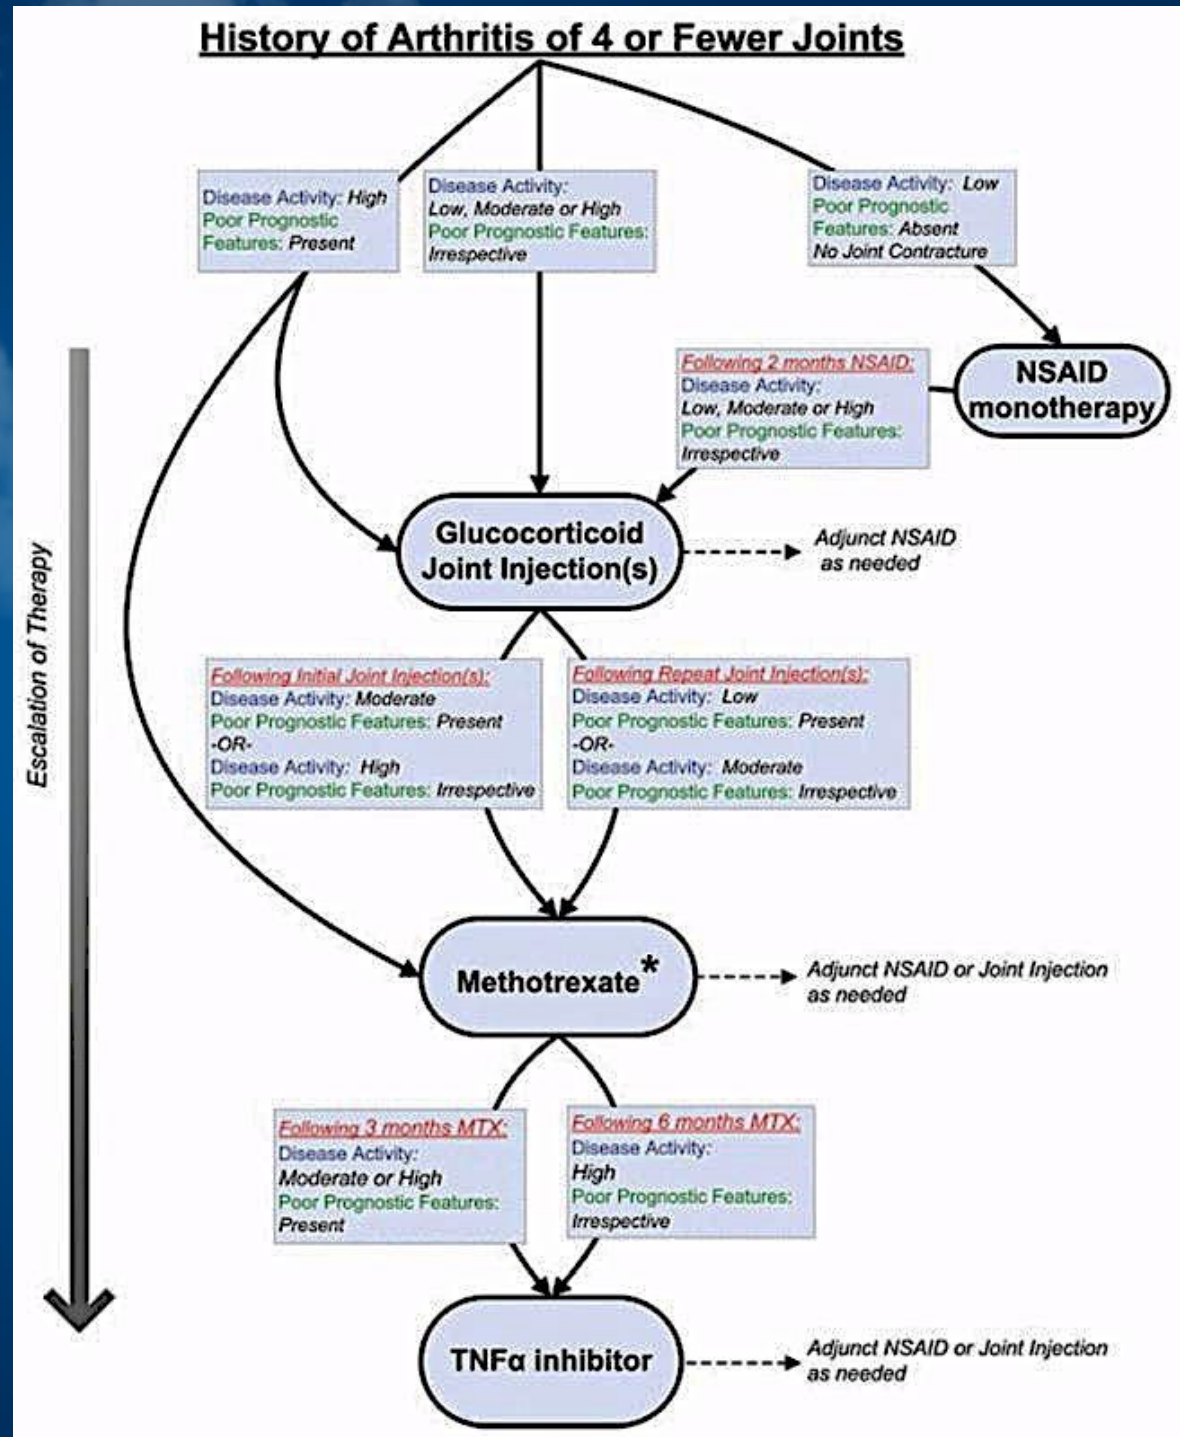 History of Arthritis of 4 or Fewer Joints
Disease Activity: High
Poor Prognostic
Features: Present
Disease Activity:
Low, Moderate or High
Poor Prognostic Features:
Irrespective
Disease Activity: Low
Poor Prognostic
Features: Absent
No Joint Contracture
NSAID
monotherapy
Following 2 months NSAID:
Disease Activity:
Low, Moderate or High
Poor Prognostic Features:
Irrespective
Glucocorticoid
Joint Injection(s)
Adjunct NSAID
as needed
Escalation of Therapy
Following Initial Joint Injection(s):
Disease Activity: Moderate
Poor Prognostic Features: Present
-OR-
Disease Activity: High
Poor Prognostic Features: Irrespective
Following Repeat Joint Injection(s):
Disease Activity: Low
Poor Prognostic Features: Present
-OR-
Disease Activity: Moderate
Poor Prognostic Features: Irrespective
Methotrexate*
Adjunct NSAID or Joint Injection
as needed
Following 3 months MTX:
Disease Activity:
Moderate or High
Poor Prognostic Features:
Present
Following 6 months MTX:
Disease Activity:
High
Poor Prognostic Features:
Irrespective
TNFα inhibitor
Adjunct NSAID or Joint Injection
as needed